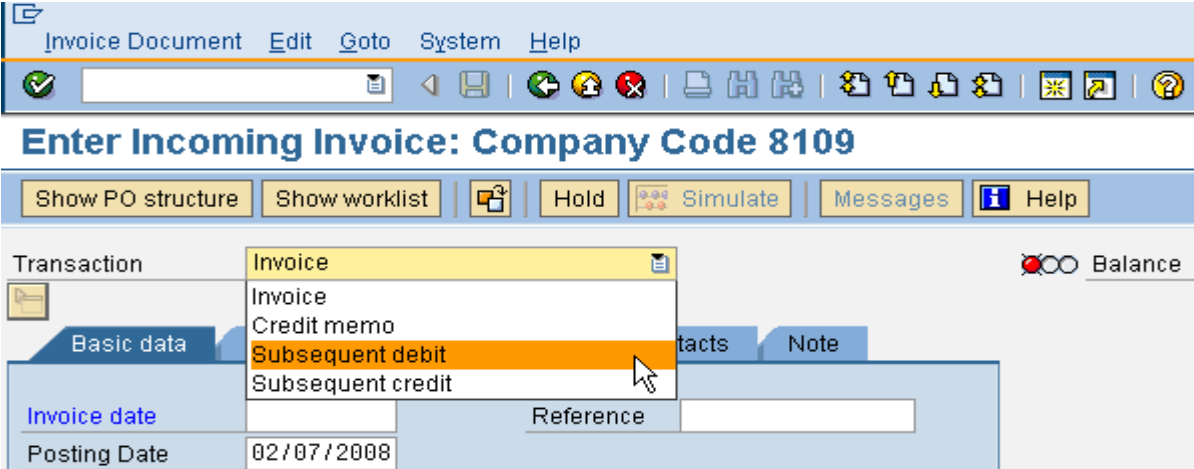 Invoice Document Edit Goto System Help
Enter Incoming Invoice: Company Code 8109
Show PO structure Show worklist Hold Simulate Messages Help
Transaction Invoice Balance
Invoice
Credit memo
Basic data Subsequent debit tacts Note
Subsequent credit
Invoice date Reference
Posting Date 02/07/2008